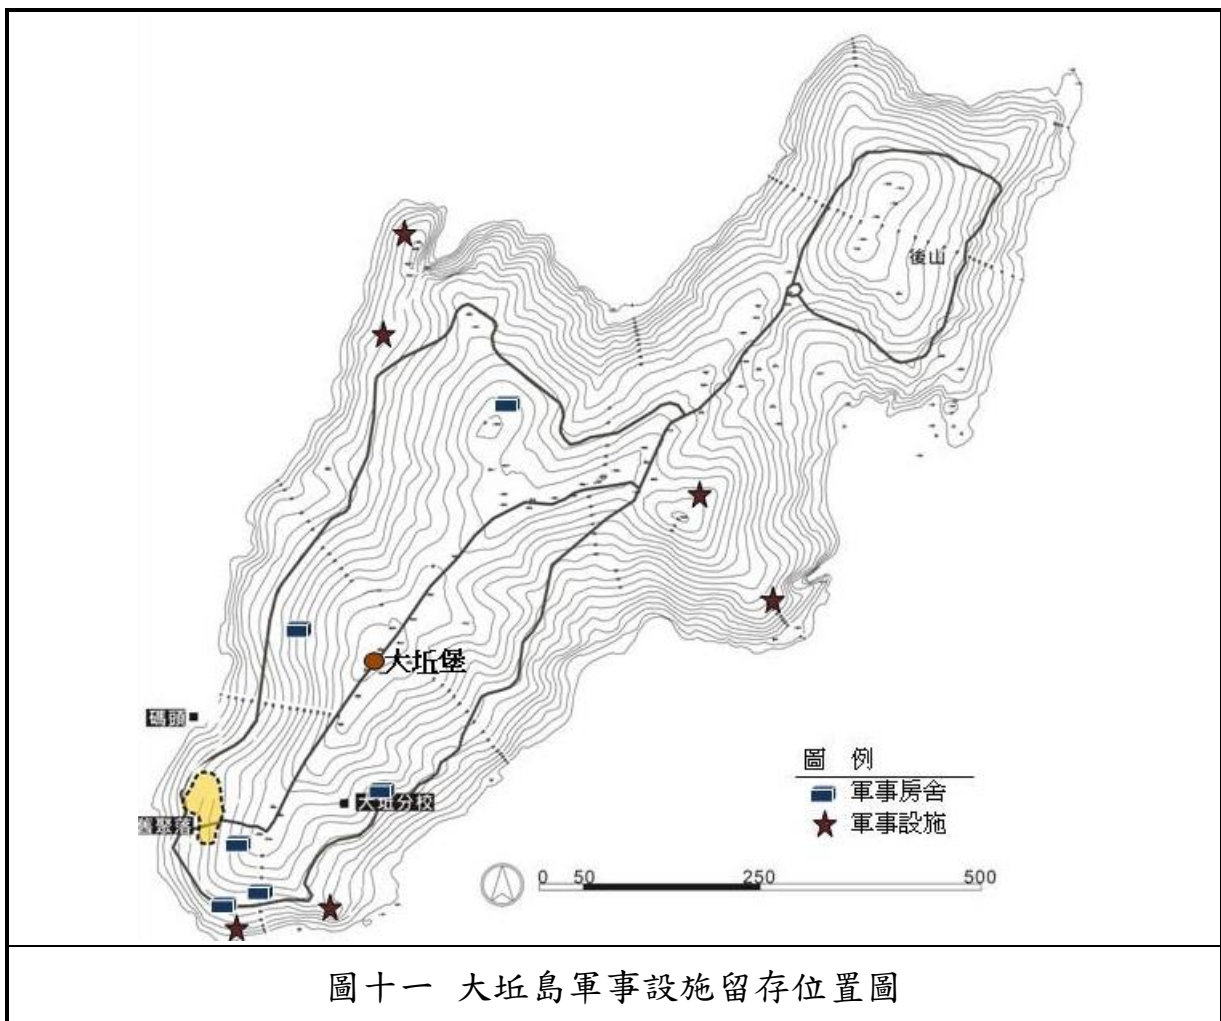 後山
大坵堡
碼頭
大坵分校
舊聚落
圖 例
軍事房舍
軍事設施
0 50 250 500
圖十一 大坵島軍事設施留存位置圖